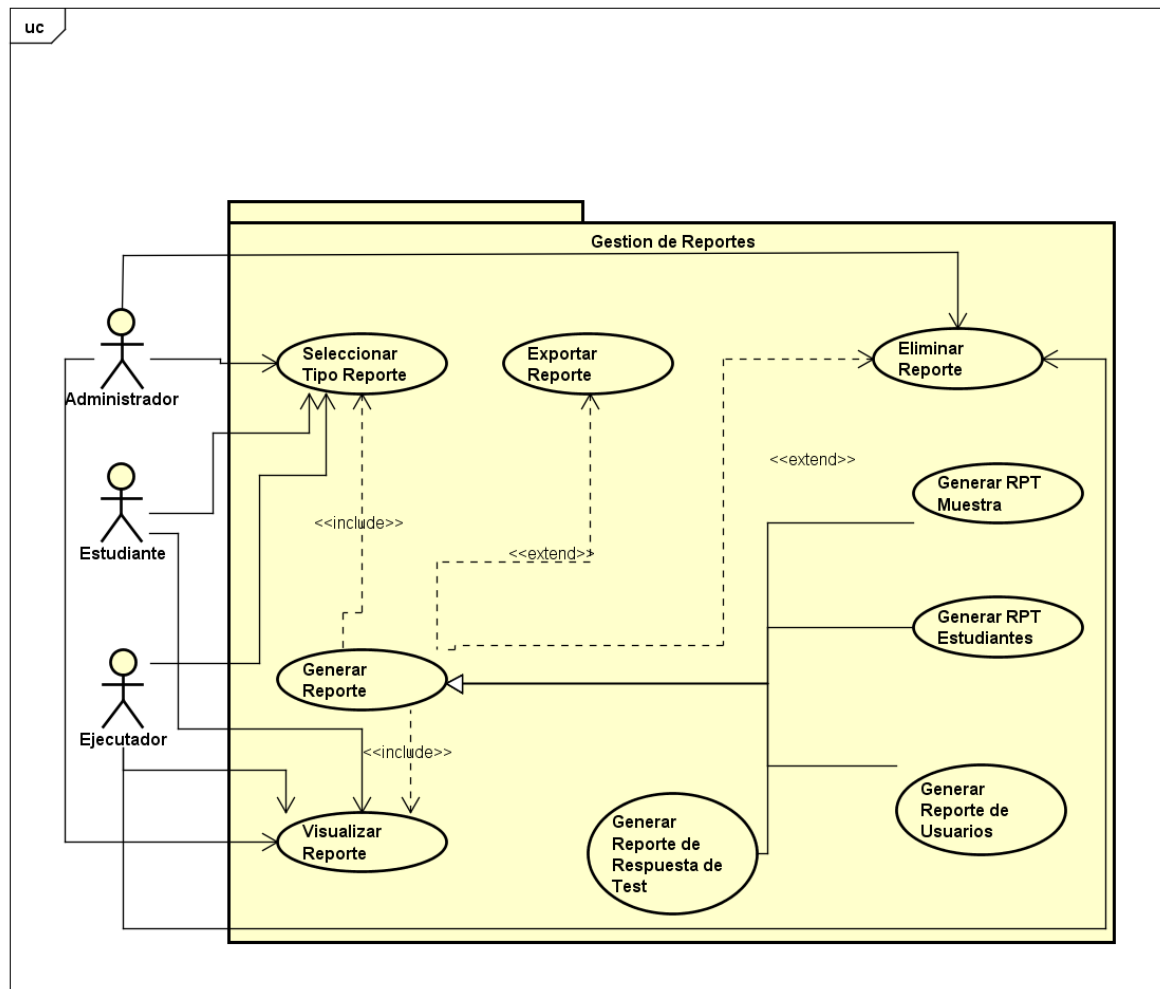 uc
Gestion de Reportes
Seleccionar
Tipo Reporte
Exportar
Reporte
Eliminar
Reporte
Administrador
<<extend>>
Generar RPT
Muestra
<<include>>
Estudiante
<<extend>>
Generar RPT
Estudiantes
Generar
Reporte
Ejecutador
<<include>>
Generar
Reporte de
Usuarios
Generar
Reporte de
Respuesta de
Test
Visualizar
Reporte